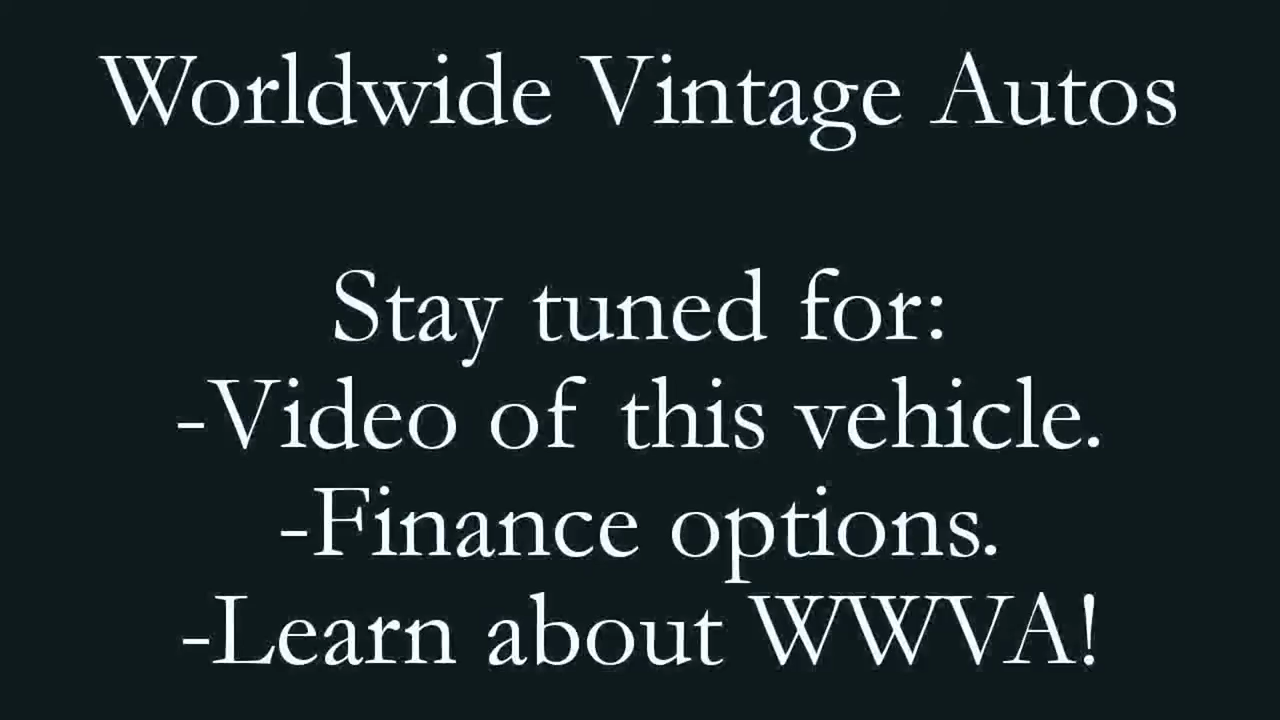 Worldwide Vintage Autos
Stay tuned for:
-Video of this vehicle.
-Finance options.
-Learn about WWVA!